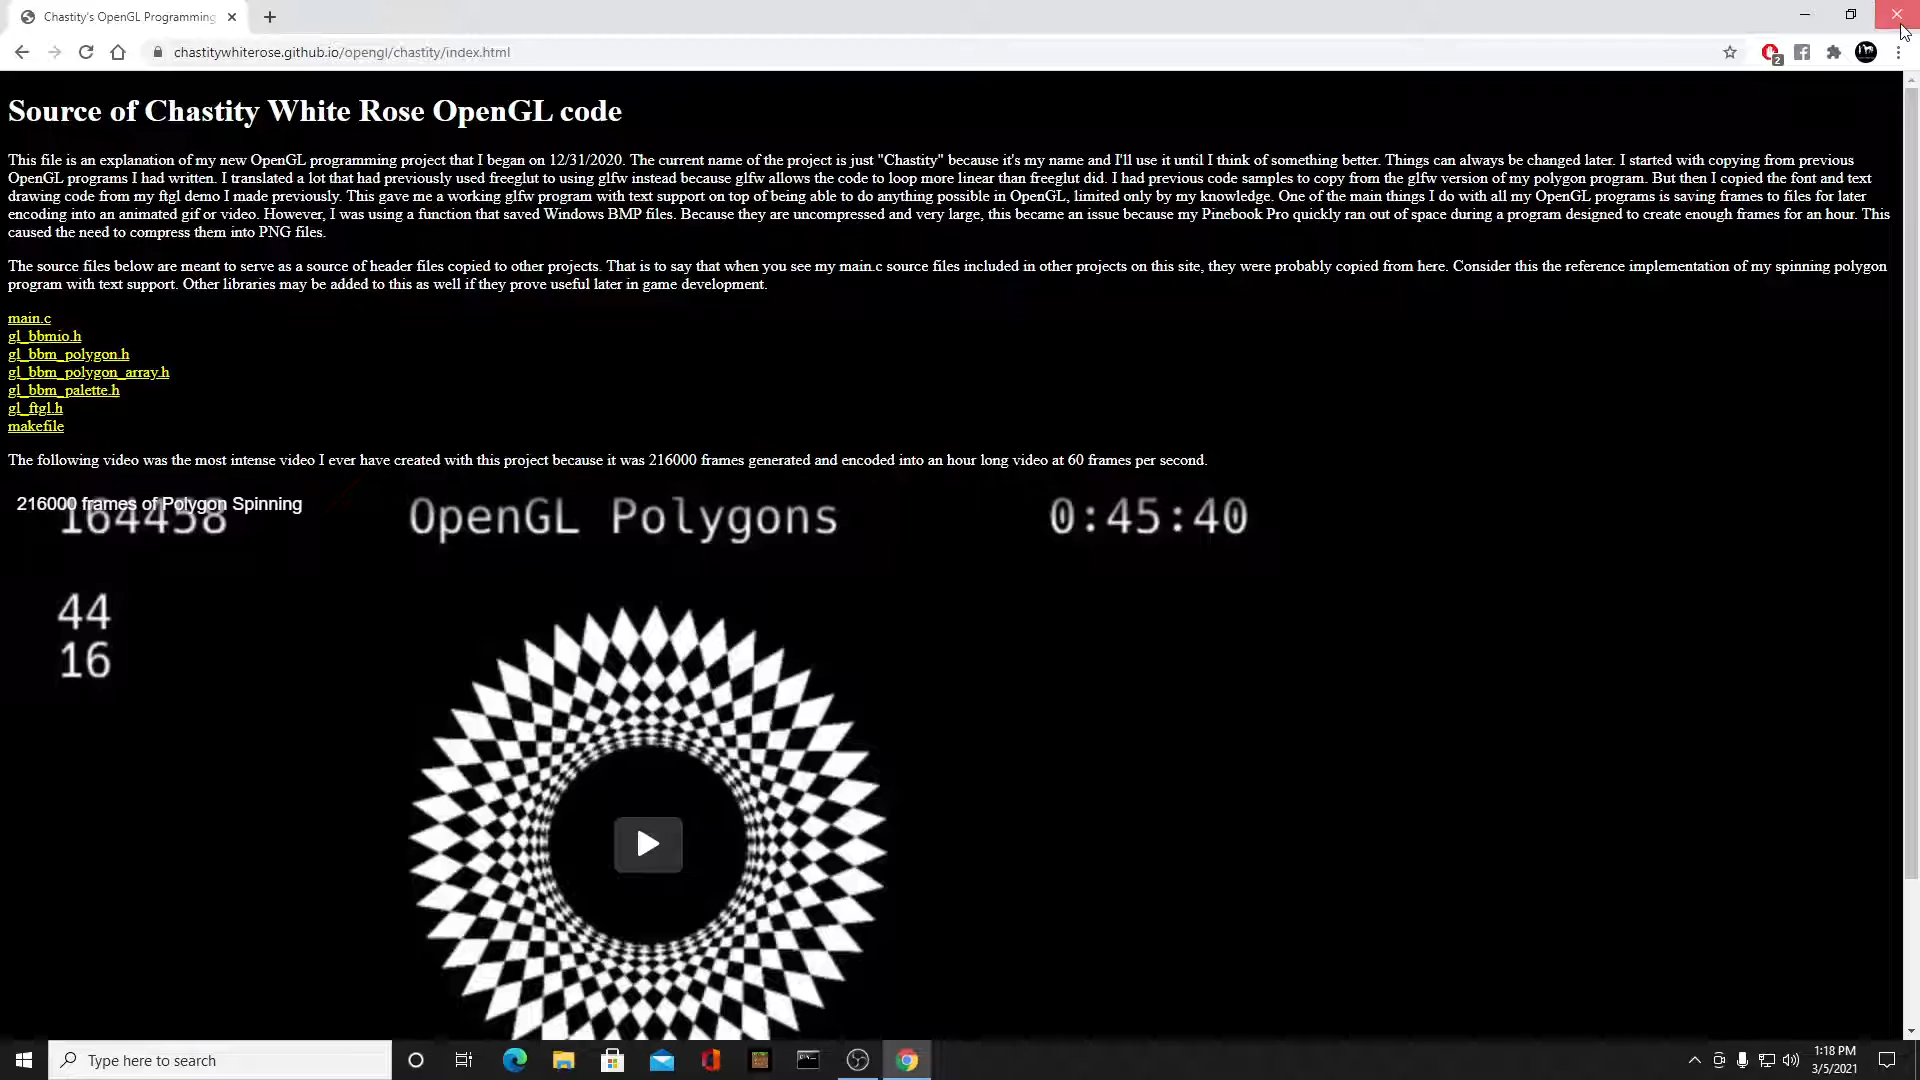 Chastity's OpenGL Programming
chastitywhiterose.github.io/opengl/chastity/index.html
2
Source of Chastity White Rose OpenGL code
This file is an explanation of my new OpenGL programming project that I began on 12/31/2020. The current name of the project is just "Chastity" because it's my name and I'll use it until I think of something better. Things can always be changed later. I started with copying from previous
OpenGL programs I had written. I translated a lot that had previously used freeglut to using glfw instead because glfw allows the code to loop more linear than freeglut did. I had previous code samples to copy from the glfw version of my polygon program. But then I copied the font and text
drawing code from my ftgl demo I made previously. This gave me a working glfw program with text support on top of being able to do anything possible in OpenGL, limited only by my knowledge. One of the main things I do with all my OpenGL programs is saving frames to files for later
encoding into an animated gif or video. However, I was using a function that saved Windows BMP files. Because they are uncompressed and very large, this became an issue because my Pinebook Pro quickly ran out of space during a program designed to create enough frames for an hour. This
caused the need to compress them into PNG files.
The source files below are meant to serve as a source of header files copied to other projects. That is to say that when you see my main.c source files included in other projects on this site, they were probably copied from here. Consider this the reference implementation of my spinning polygon
program with text support. Other libraries may be added to this as well if they prove useful later in game development.
main.c
gl_bbmio.h
gl_bbm_polygon.h
gl_bbm_polygon_array.h
gl_bbm_palette.h
gl_ftgl.h
makefile
The following video was the most intense video I ever have created with this project because it was 216000 frames generated and encoded into an hour long video at 60 frames per second.
216000 frames of Polygon Spinning
164458 OpenGL Polygons 0:45:40
44
16
Type here to search
1:18 PM
3/5/2021